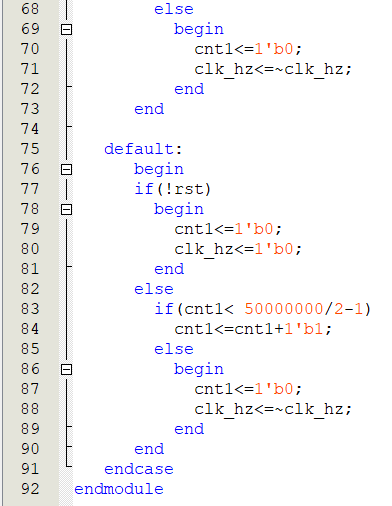 68 else
69 begin
70 cnt1<=1'b0;
71 clk_hz<=~clk_hz;
72 end
73 end
74
75 default:
76 begin
77 if(!rst)
78 begin
79 cnt1<=1'b0;
80 clk_hz<=1'b0;
81 end
82 else
83 if(cnt1< 50000000/2-1)
84 cnt1<=cnt1+1'b1;
85 else
86 begin
87 cnt1<=1'b0;
88 clk_hz<=~clk_hz;
89 end
90 end
91 endcase
92 endmodule